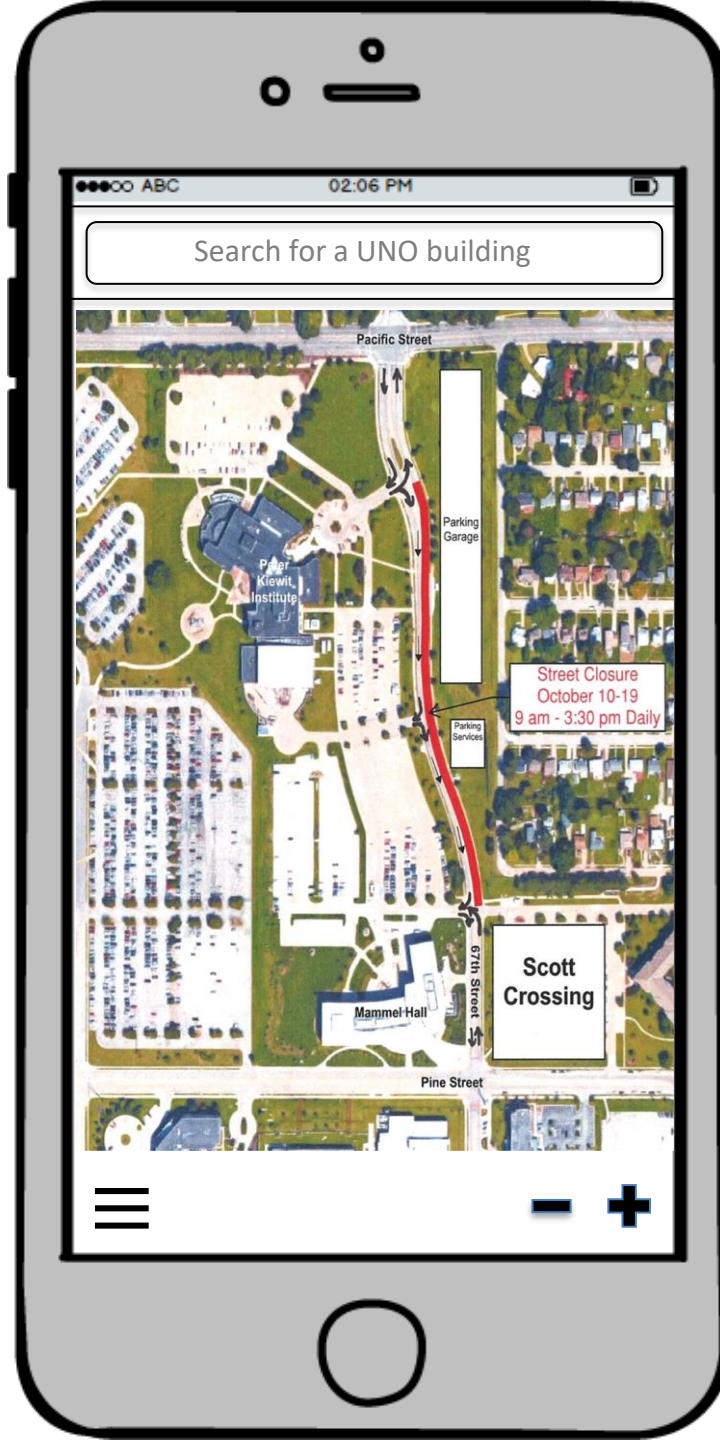 ABC 02:06 PM
Search for a UNO building
Pacific Street
Parking
Garage
Peter
Kiewit
Institute
Street Closure
October 10-19
9 am - 3:30 pm Daily
Parking
Services
67th Street
Scott
Crossing
Mammel Hall
Pine Street